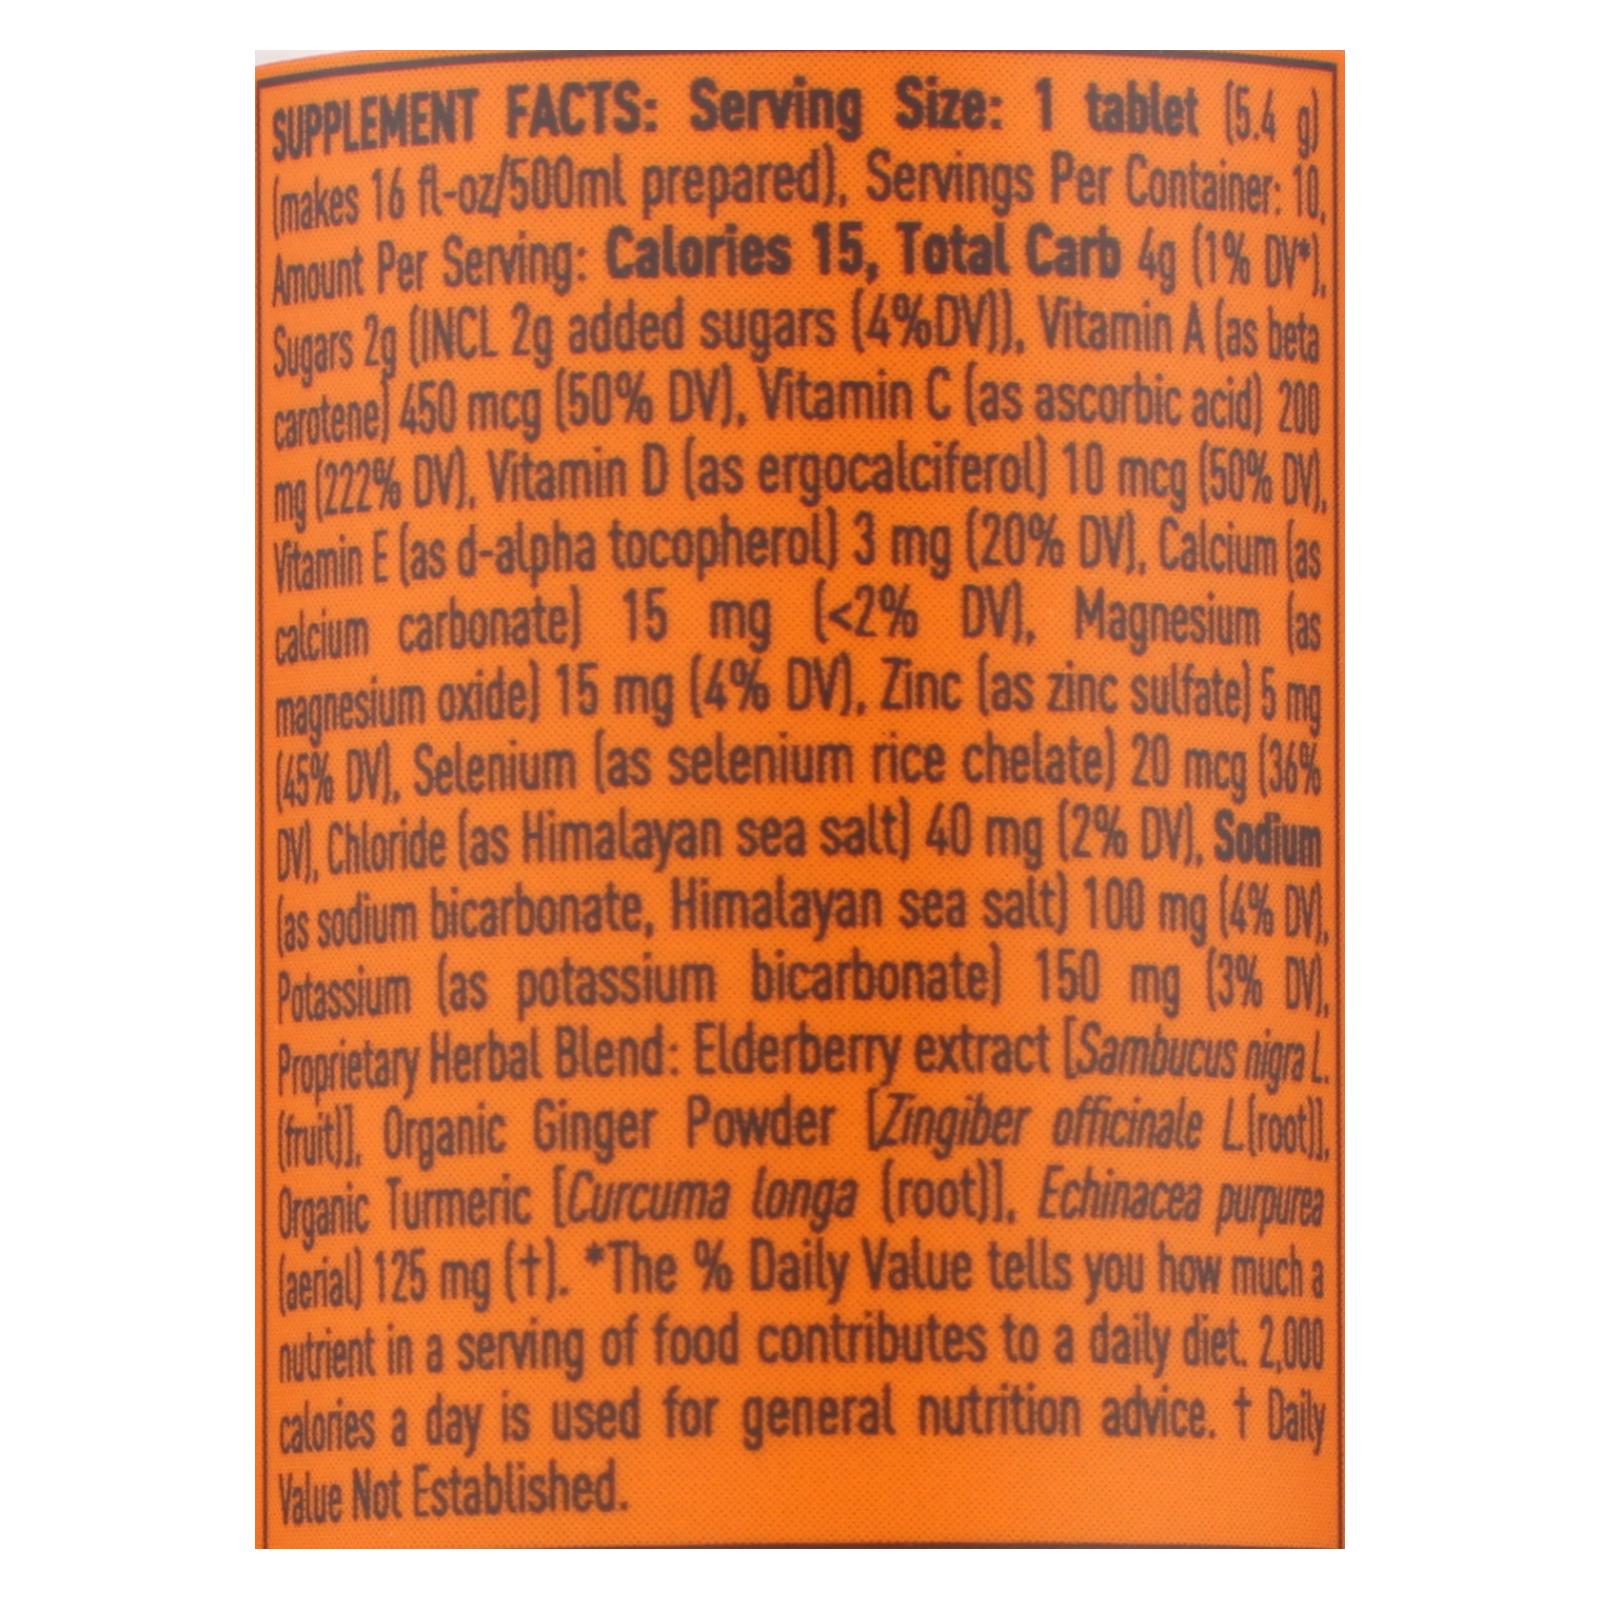 SUPPLEMENT FACTS: Serving Size: 1 tablet (5.4 g)
(makes 16 fl-oz/500ml prepared), Servings Per Container: 10,
Amount Per Serving: Calories 15, Total Carb 4g (1% DV*),
Sugars 2g (INCL 2g added sugars (4%DV)), Vitamin A (as beta
carotene) 450 mcg (50% DV), Vitamin C (as ascorbic acid) 200
mg (222% DV), Vitamin D (as ergocalciferol) 10 mcg (50% DV),
Vitamin E (as d-alpha tocopherol) 3 mg (20% DV), Calcium (as
calcium carbonate) 15 mg (<2% DV), Magnesium (as
magnesium oxide) 15 mg (4% DV), Zinc (as zinc sulfate) 5 mg
(45% DV), Selenium (as selenium rice chelate) 20 mcg (36%
DV), Chloride (as Himalayan sea salt) 40 mg (2% DV), Sodium
(as sodium bicarbonate, Himalayan sea salt) 100 mg (4% DV),
Potassium (as potassium bicarbonate) 150 mg (3% DV),
Proprietary Herbal Blend: Elderberry extract [Sambucus nigra L.
(fruit)], Organic Ginger Powder [Zingiber officinale L.(root)],
Organic Turmeric [Curcuma longa (root)], Echinacea purpurea
(aerial) 125 mg (†). *The % Daily Value tells you how much a
nutrient in a serving of food contributes to a daily diet. 2,000
calories a day is used for general nutrition advice. † Daily
Value Not Established.